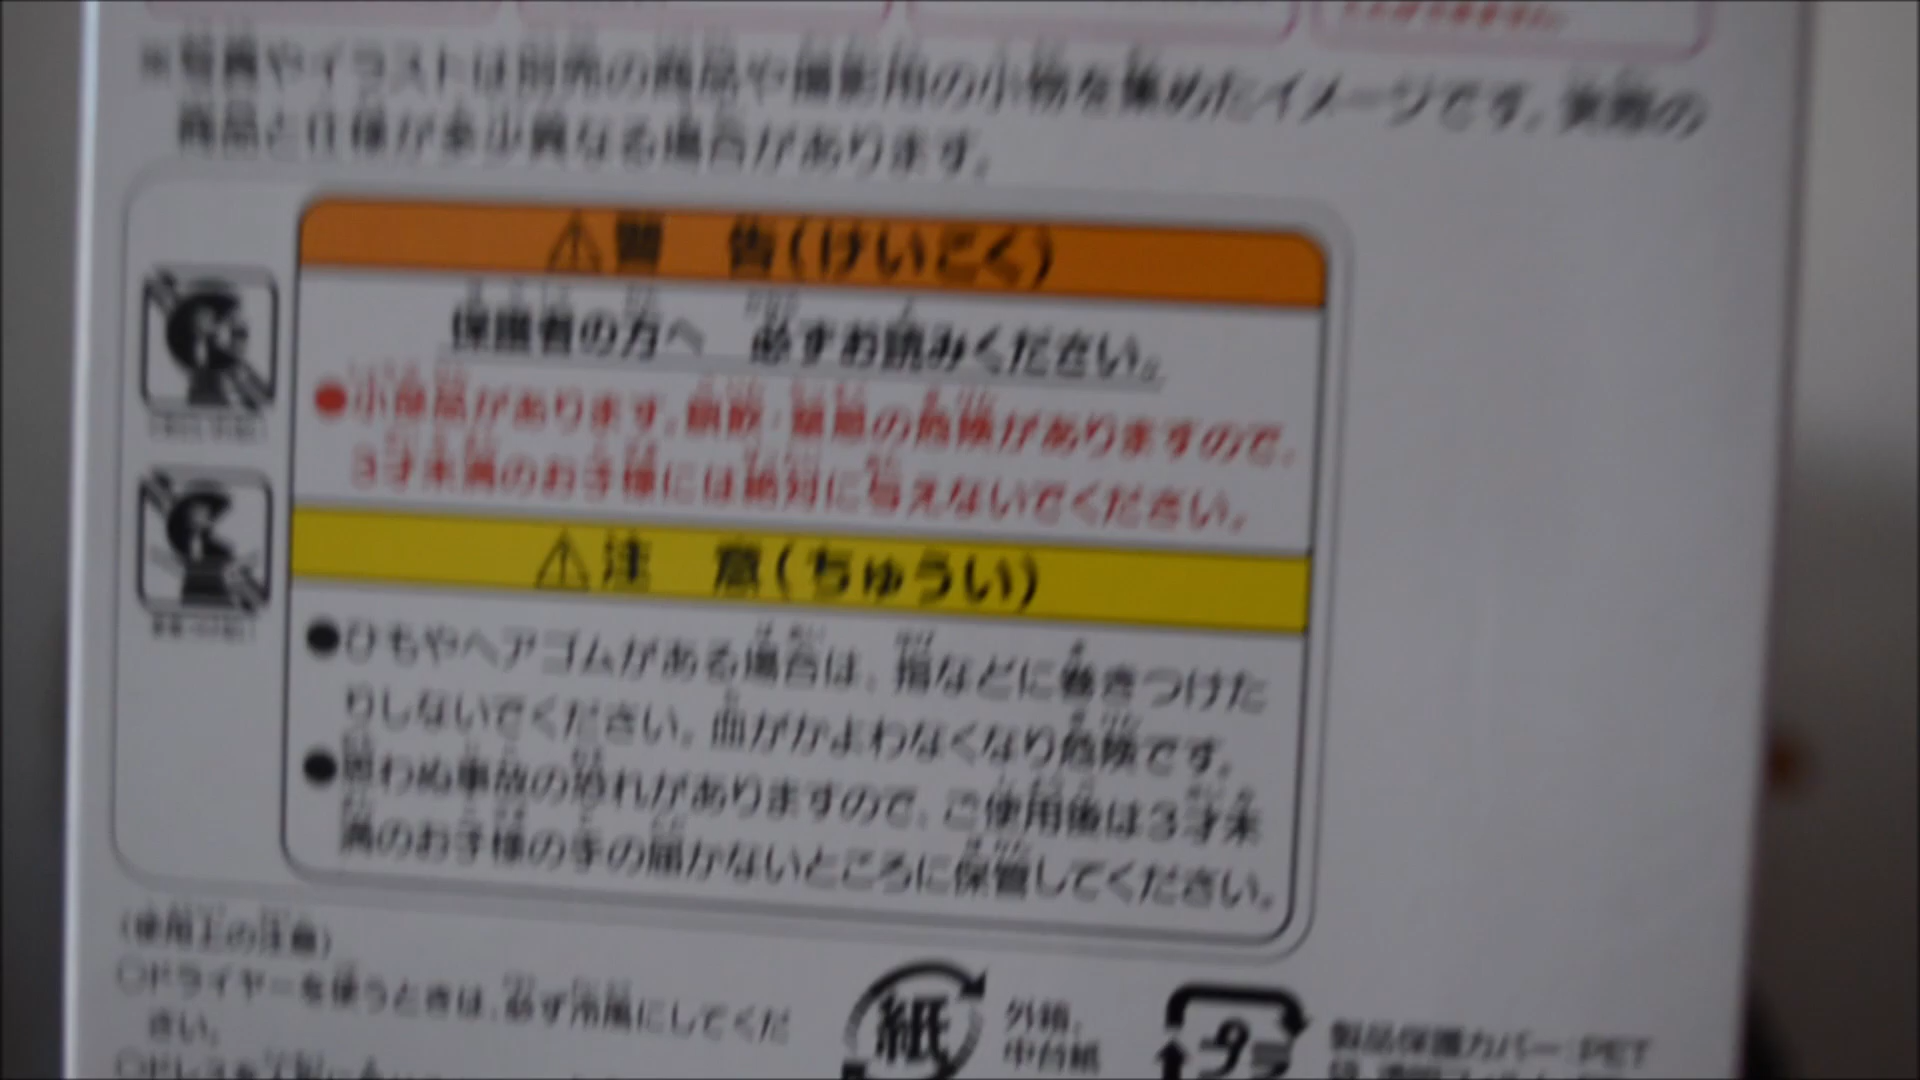 ※写真やイラストは別売の商品や撮影用の小物を集めたイメージです。実際の
商品と仕様が多少異なる場合があります。
⚠警 告(けいこく)
保護者の方へ 必ずお読みください。
●小部品があります。誤飲・窒息の危険がありますので、
3才未満のお子様には絶対に与えないでください。
⚠注 意(ちゅうい)
●ひもやヘアゴムがある場合は、指などに巻きつけた
りしないでください。血がかよわなくなり危険です。
●思わぬ事故の恐れがありますので、ご使用後は3才未
満のお子様の手の届かないところに保管してください。
(使用上の注意)
○ドライヤーを使うときは、必ず冷風にしてくだ
さい。
○ドレスを
紙
外箱、
中台紙
プラ
製品保護カバー:PET